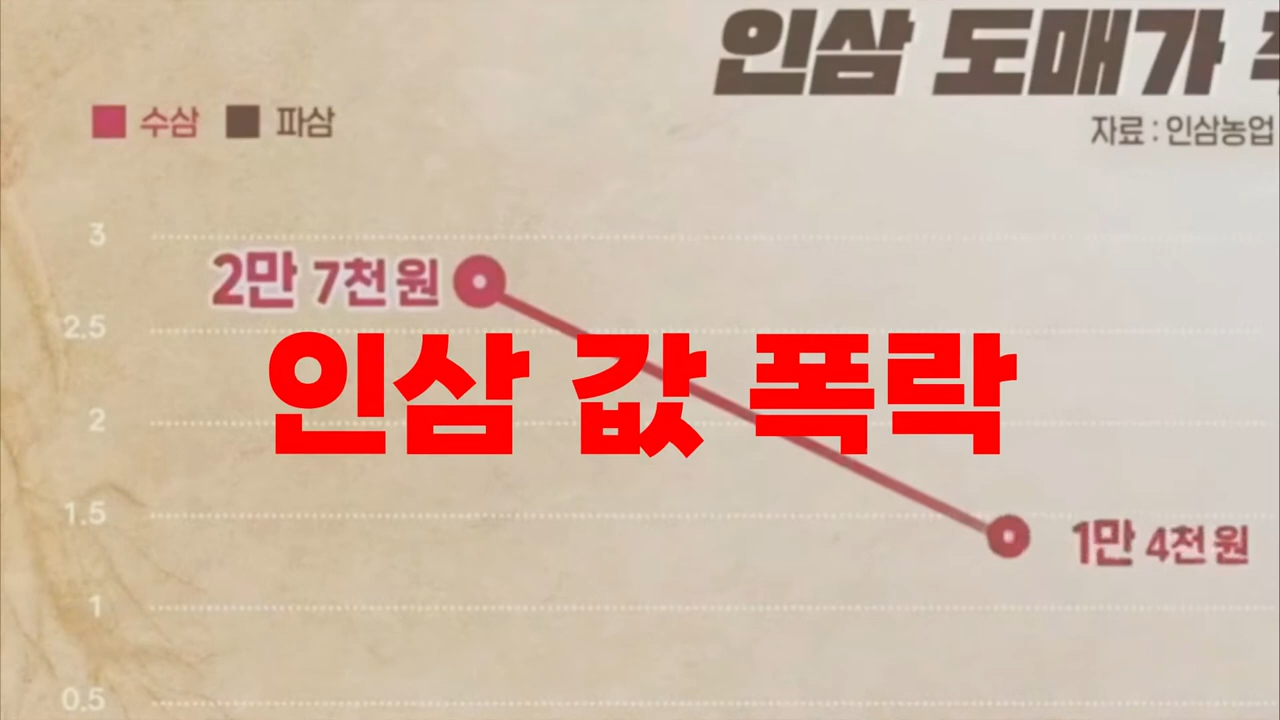 인삼 도매가
수삼 파삼
자료 : 인삼농업
3
2만 7천 원
2.5
인삼 값 폭락
2
1.5
1만 4천 원
1
0.5